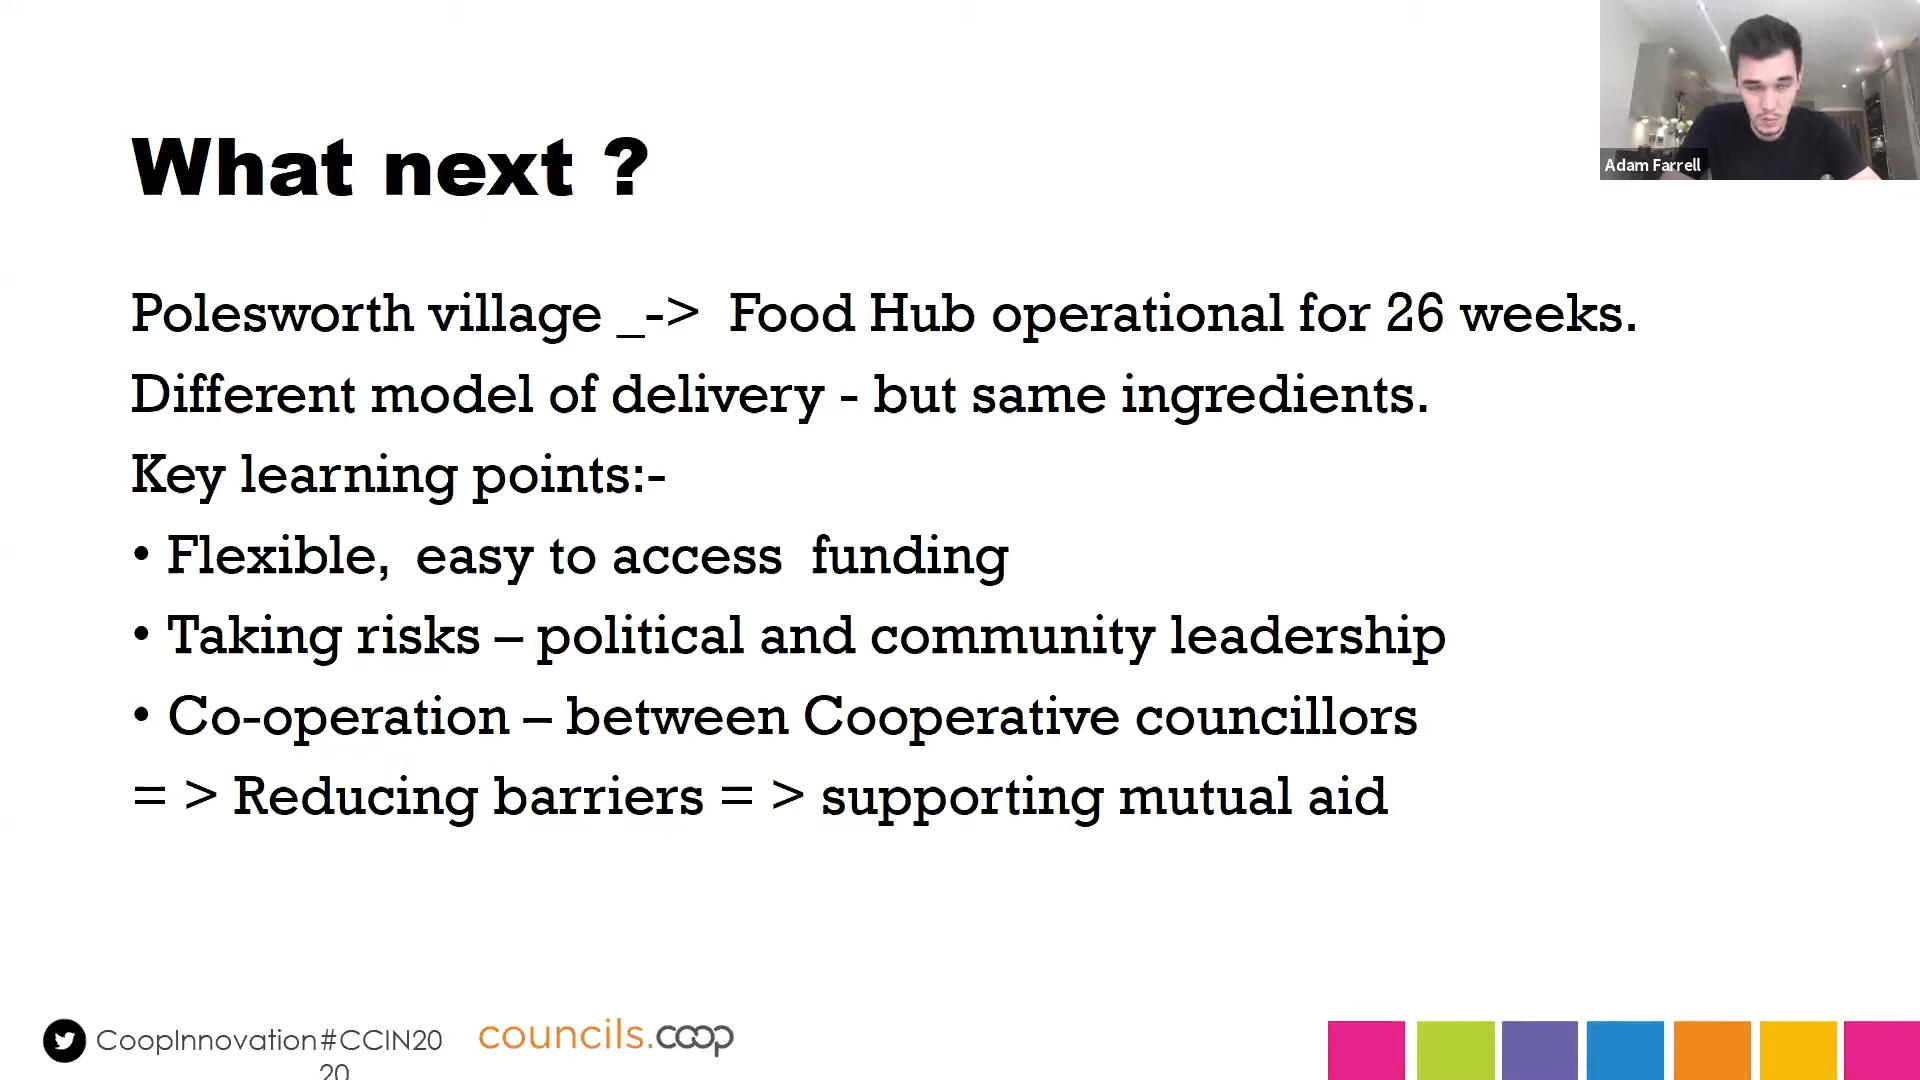 Adam Farrell
What next ?
Polesworth village _-> Food Hub operational for 26 weeks.
Different model of delivery - but same ingredients.
Key learning points:-
• Flexible, easy to access funding
• Taking risks – political and community leadership
• Co-operation – between Cooperative councillors
= > Reducing barriers = > supporting mutual aid
CoopInnovation #CCIN20
20
councils.coop